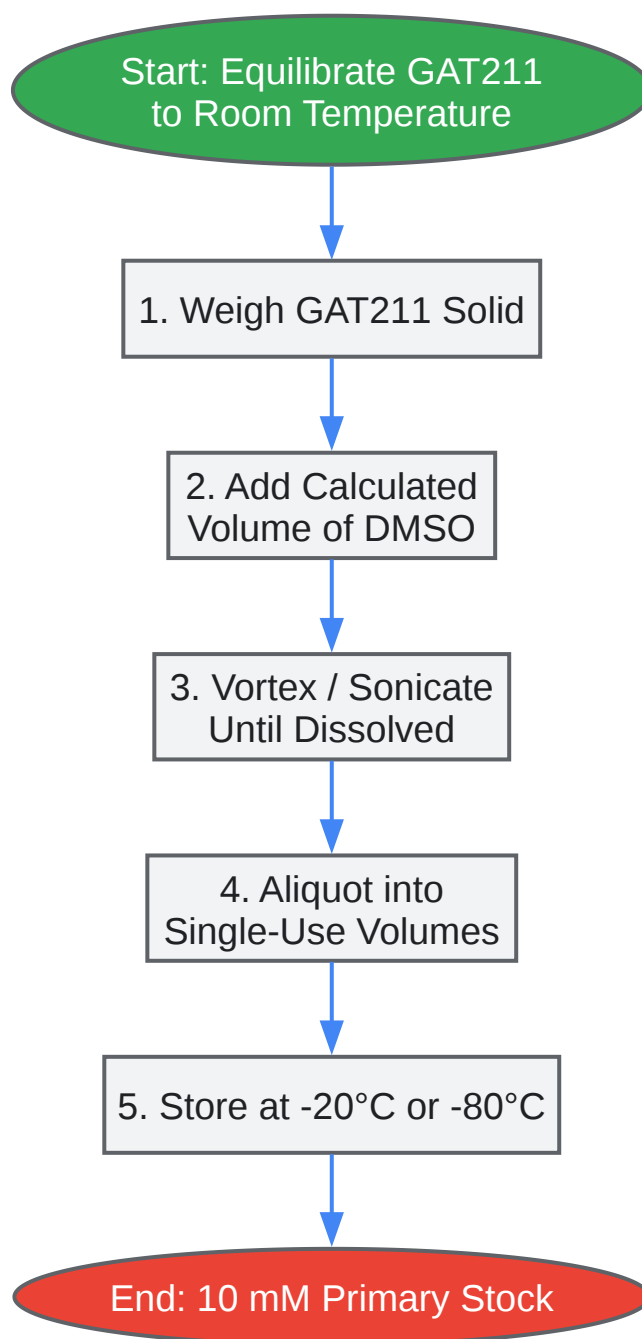 Start: Equilibrate GAT211
to Room Temperature
1. Weigh GAT211 Solid
2. Add Calculated
Volume of DMSO
3. Vortex / Sonicate
Until Dissolved
4. Aliquot into
Single-Use Volumes
5. Store at -20°C or -80°C
End: 10 mM Primary Stock